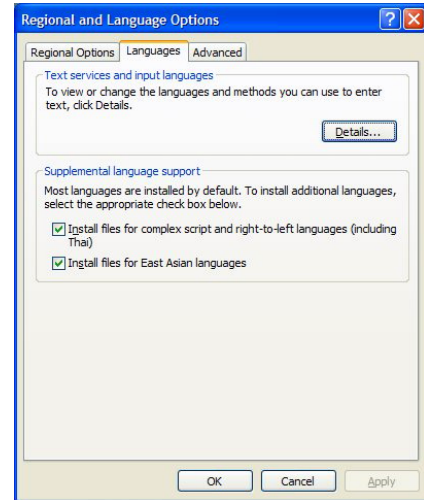 Regional and Language Options
Regional Options Languages Advanced
Text services and input languages
To view or change the languages and methods you can use to enter
text, click Details.
Details...
Supplemental language support
Most languages are installed by default. To install additional languages,
select the appropriate check box below.
Install files for complex script and right-to-left languages (including
Thai)
Install files for East Asian languages
OK Cancel Apply